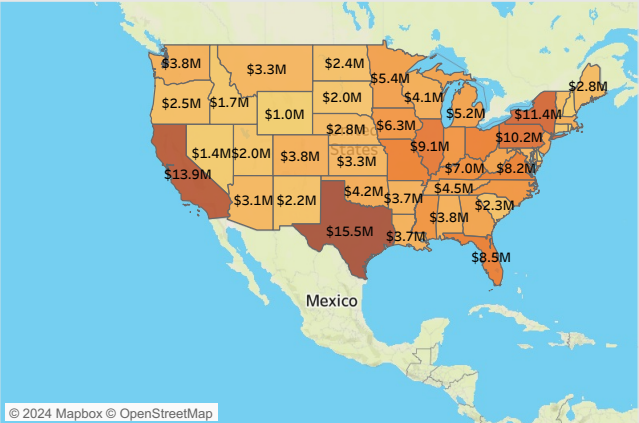 $3.8M
$3.3M
$2.4M
$5.4M
$2.8M
$2.5M
$1.7M
$1.0M
$2.0M
$4.1M
$5.2M
$11.4M
$2.8M
$6.3M
$9.1M
$10.2M
United
States
$13.9M
$1.4M
$2.0M
$3.8M
$3.3M
$7.0M
$8.2M
$3.1M
$2.2M
$4.2M
$3.7M
$4.5M
$2.3M
$15.5M
$3.7M
$3.8M
$8.5M
Mexico
© 2024 Mapbox © OpenStreetMap